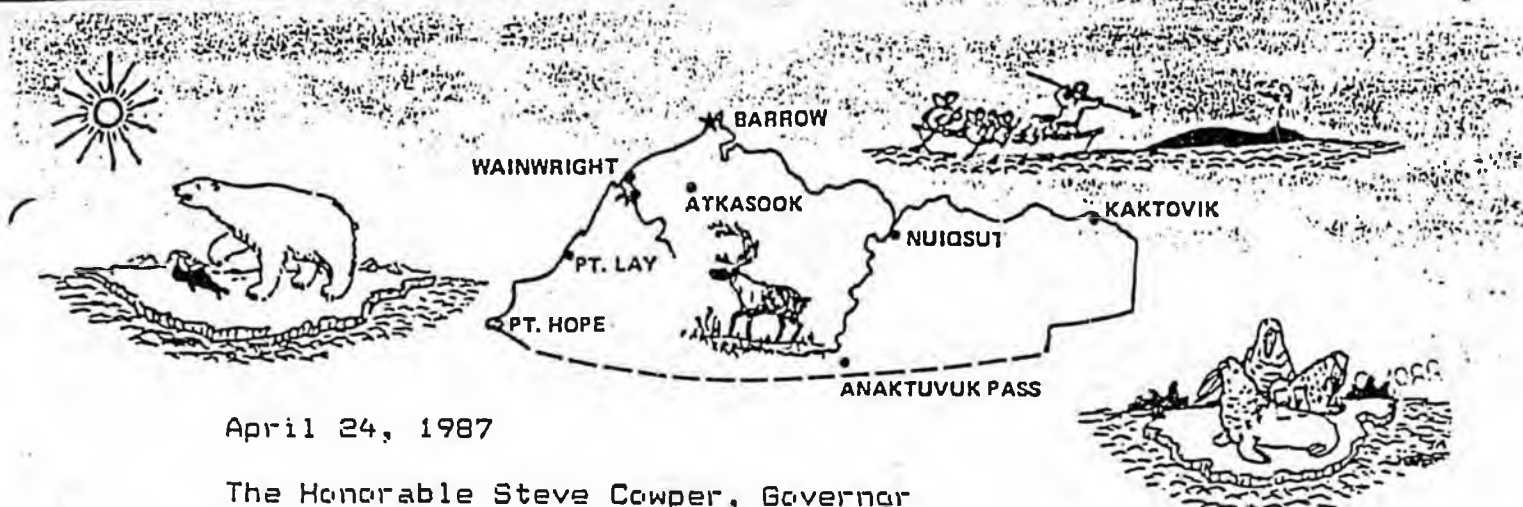 BARROW
WAINWRIGHT
ATKASOOK
KAKTOVIK
NUIQSUT
PT. LAY
PT. HOPE
ANAKTUVUK PASS
April 24, 1987
The Honorable Steve Cowper, Governor